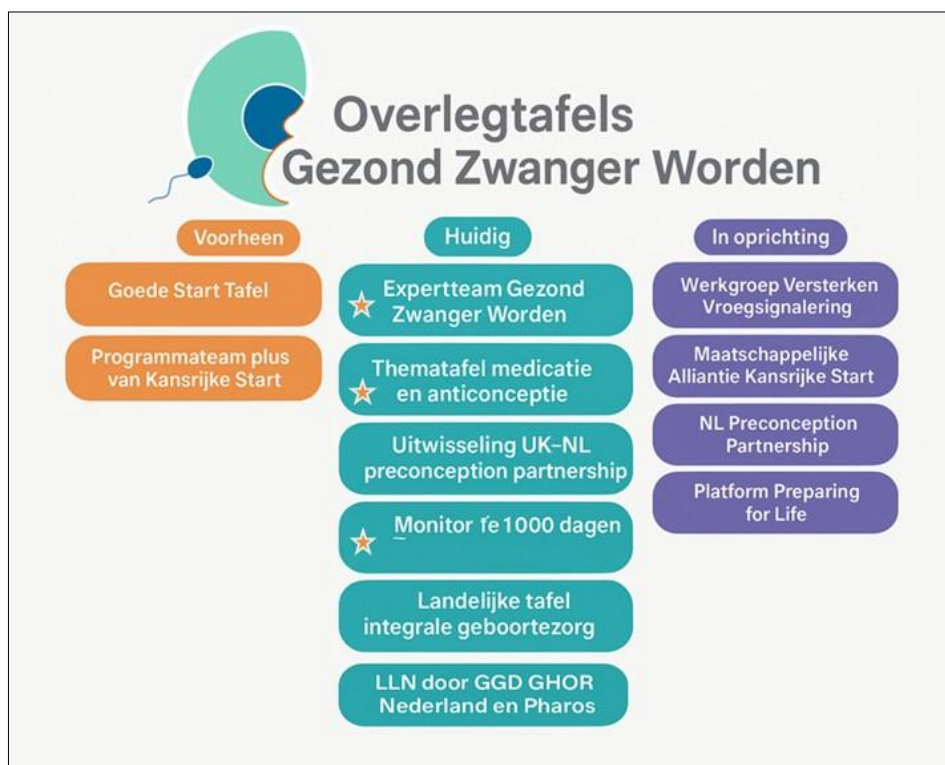 Overlegtafels
Gezond Zwanger Worden
Voorheen
Goede Start Tafel
Programmateam plus
van Kansrijke Start
Huidig
Expertteam Gezond
Zwanger Worden
Thematafel medicatie
en anticonceptie
Uitwisseling UK–NL
preconception partnership
Monitor 1000 dagen
Landelijke tafel
integrale geboortezorg
LLN door GGD GHOR
Nederland en Pharos
In oprichting
Werkgroep Versterken
Vroegsignalering
Maatschappelijke
Alliantie Kansrijke Start
NL Preconception
Partnership
Platform Preparing
for Life